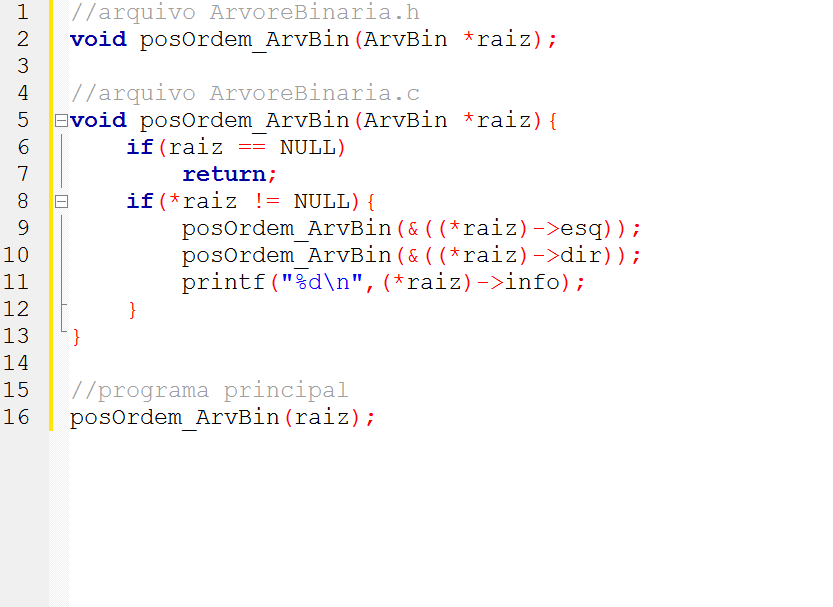 1 //arquivo ArvoreBinaria.h
2 void posOrdem_ArvBin(ArvBin *raiz);
3
4 //arquivo ArvoreBinaria.c
5 void posOrdem_ArvBin(ArvBin *raiz){
6     if(raiz == NULL)
7         return;
8     if(*raiz != NULL){
9         posOrdem_ArvBin(&((*raiz)->esq));
10         posOrdem_ArvBin(&((*raiz)->dir));
11         printf("%d\n",(*raiz)->info);
12     }
13 }
14
15 //programa principal
16 posOrdem_ArvBin(raiz);